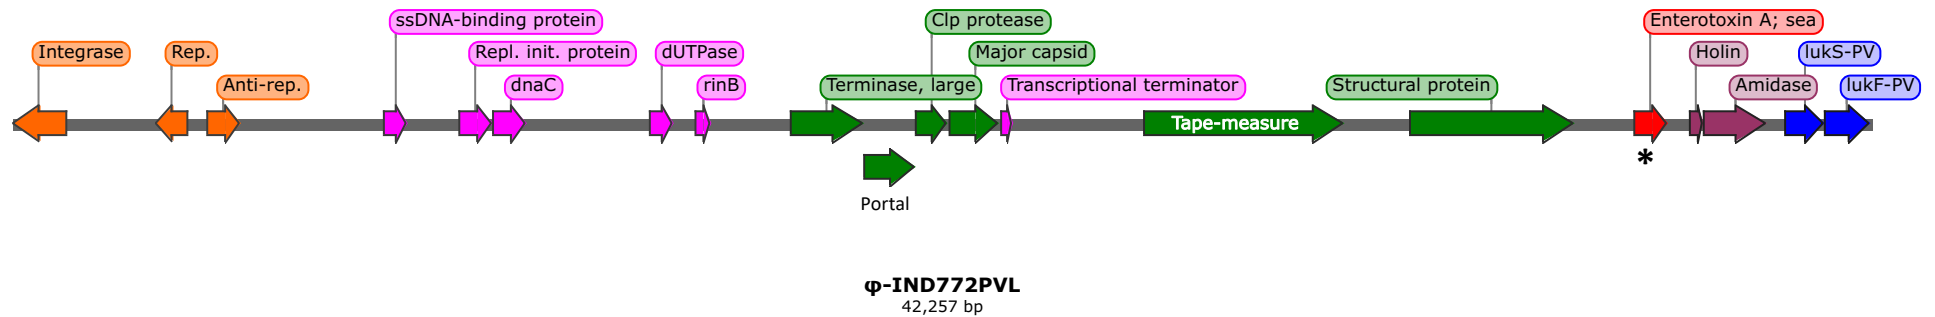 ssDNA-binding protein
Clp protease
Enterotoxin A; sea
Integrase
Rep.
Repl. init. protein
dUTPase
Major capsid
Holin
lukS-PV
Anti-rep.
dnaC
rinB
Terminase, large
Transcriptional terminator
Structural protein
Amidase
lukF-PV
Tape-measure
*
Portal
φ-IND772PVL
42,257 bp